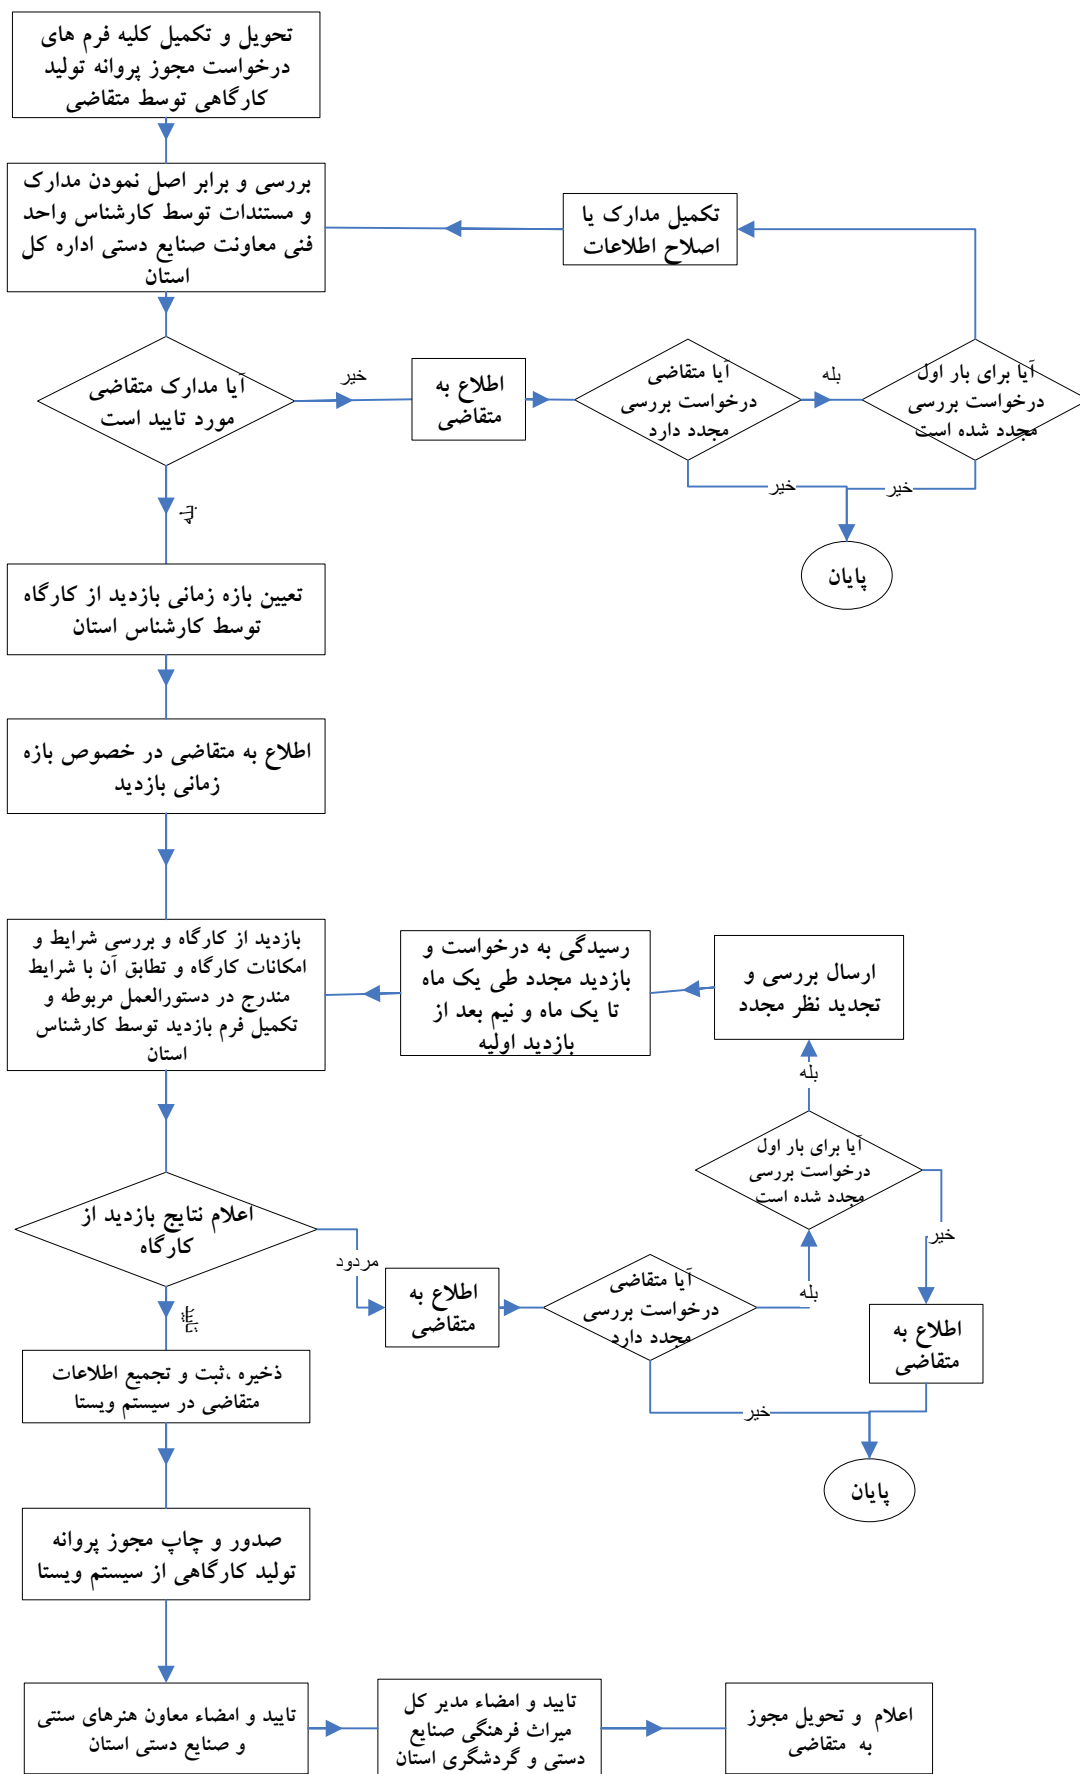 تحویل و تکمیل کلیه فرم های
درخواست مجوز پروانه تولید
کارگاهی توسط متقاضی
بررسی و برابر اصل نمودن مدارک
و مستندات توسط کارشناس واحد
فنی معاونت صنایع دستی اداره کل
استان
تکمیل مدارک یا
اصلاح اطلاعات
آیا مدارک متقاضی
مورد تایید است
خیر
اطلاع به
متقاضی
آیا متقاضی
درخواست بررسی
مجدد دارد
بله
آیا برای بار اول
درخواست بررسی
مجدد شده است
خیر
خیر
پایان
بله
تعیین بازه زمانی بازدید از کارگاه
توسط کارشناس استان
اطلاع به متقاضی در خصوص بازه
زمانی بازدید
بازدید از کارگاه و بررسی شرایط و
امکانات کارگاه و تطابق آن با شرایط
مندرج در دستورالعمل مربوطه و
تکمیل فرم بازدید توسط کارشناس
استان
رسیدگی به درخواست و
بازدید مجدد طی یک ماه
تا یک ماه و نیم بعد از
بازدید اولیه
ارسال بررسی و
تجدید نظر مجدد
بله
آیا برای بار اول
درخواست بررسی
مجدد شده است
خیر
اعلام نتایج بازدید از
کارگاه
مردود
اطلاع به
متقاضی
آیا متقاضی
درخواست بررسی
مجدد دارد
بله
اطلاع به
متقاضی
خیر
پایان
تایید
ذخیره ،ثبت و تجمیع اطلاعات
متقاضی در سیستم ویستا
صدور و چاپ مجوز پروانه
تولید کارگاهی از سیستم ویستا
تایید و امضاء معاون هنرهای سنتی
و صنایع دستی استان
تایید و امضاء مدیر کل
میراث فرهنگی صنایع
دستی و گردشگری استان
اعلام و تحویل مجوز
به متقاضی